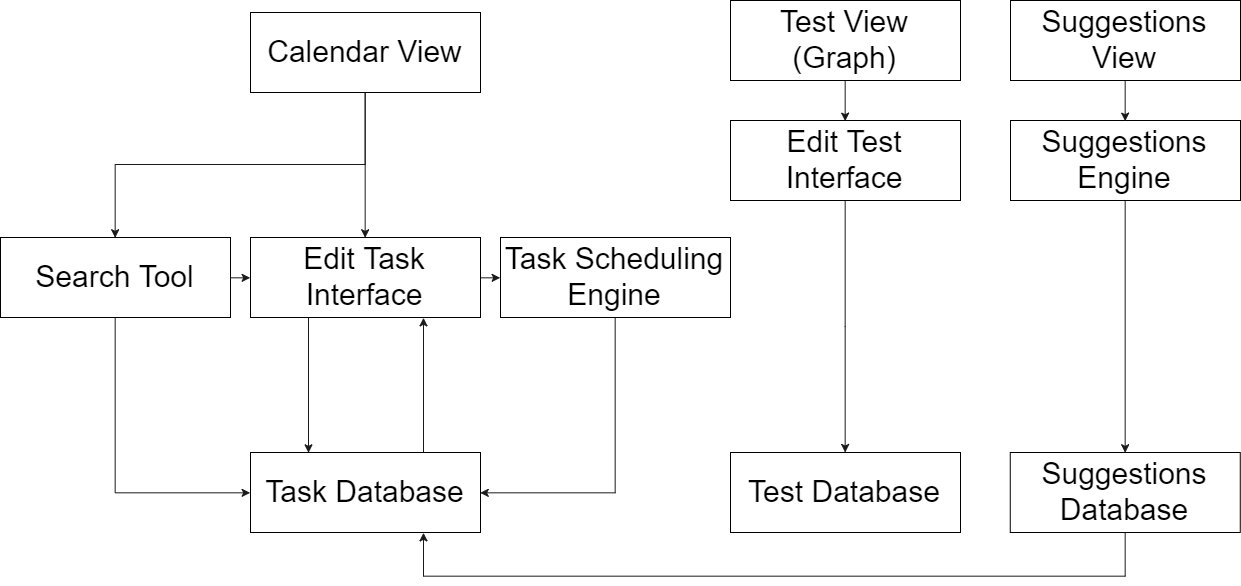 Calendar View
Test View
(Graph)
Suggestions
View
Edit Test
Interface
Suggestions
Engine
Search Tool
Edit Task
Interface
Task Scheduling
Engine
Task Database
Test Database
Suggestions
Database